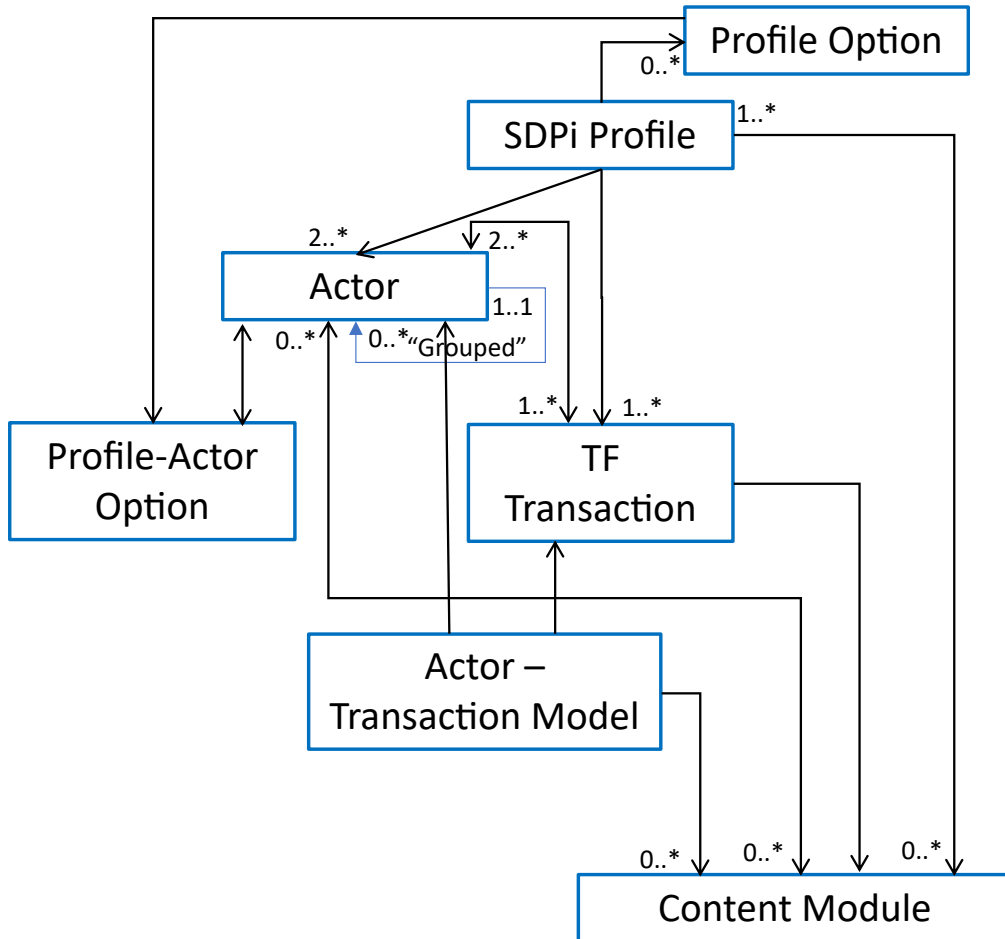 Profile Option
0..*
SDPi Profile
1..*
2..*
2..*
Actor
1..1
0..*
0..*
“Grouped”
1..*
1..*
Profile-Actor
Option
TF
Transaction
Actor –
Transaction Model
0..*
0..*
0..*
Content Module